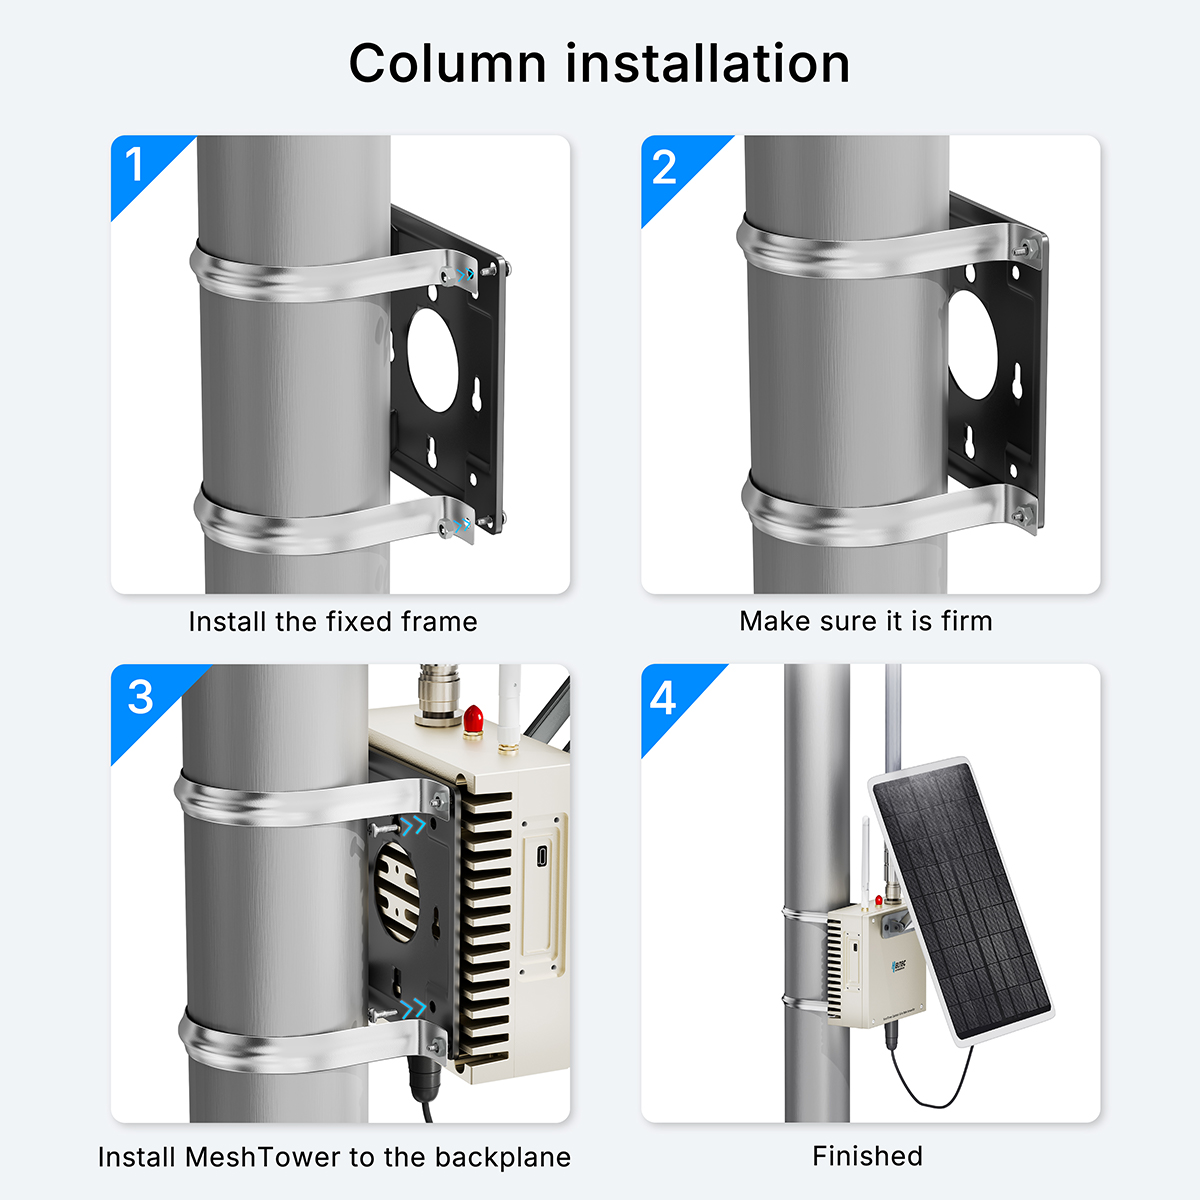 Column installation
1
2
Install the fixed frame
Make sure it is firm
3
4
HELTEC
Install MeshTower to the backplane
Finished